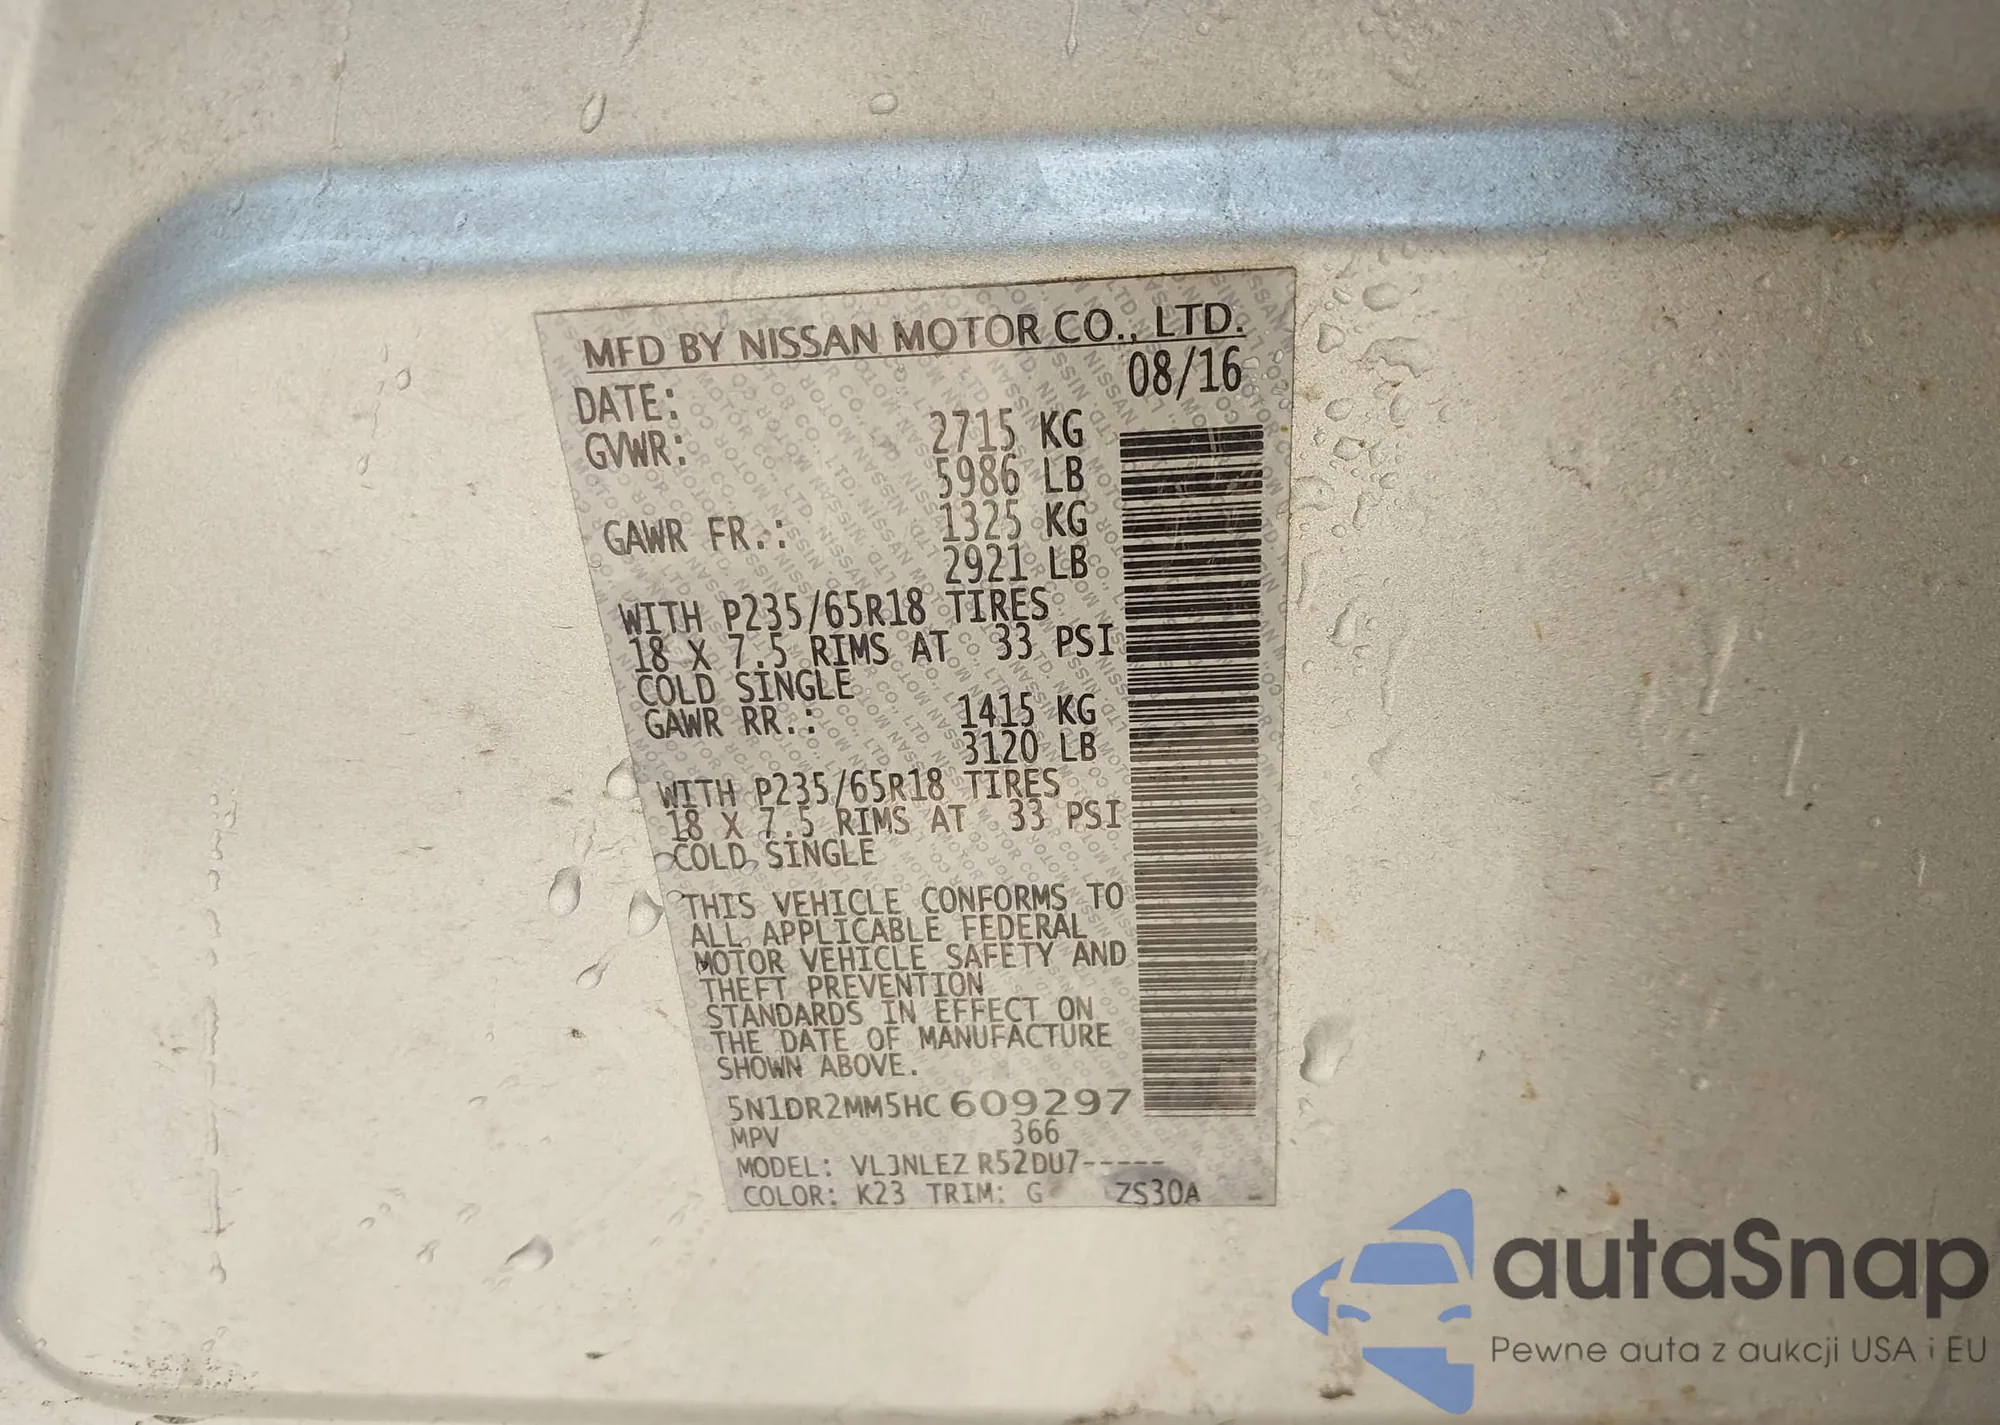 MFD BY NISSAN MOTOR CO., LTD.
DATE: 08/16
GVWR: 2715 KG
5986 LB
GAWR FR.: 1325 KG
2921 LB
WITH P235/65R18 TIRES
18 X 7.5 RIMS AT 33 PSI
COLD SINGLE
GAWR RR.: 1415 KG
3120 LB
WITH P235/65R18 TIRES
18 X 7.5 RIMS AT 33 PSI
COLD SINGLE
THIS VEHICLE CONFORMS TO
ALL APPLICABLE FEDERAL
MOTOR VEHICLE SAFETY AND
THEFT PREVENTION
STANDARDS IN EFFECT ON
THE DATE OF MANUFACTURE
SHOWN ABOVE.
5N1DR2MM5HC 609297
MPV 366
MODEL: VLJNLEZ R52DU7-----
COLOR: K23 TRIM: G ZS30A -
autaSnap
Pewne auta z aukcji USA i EU